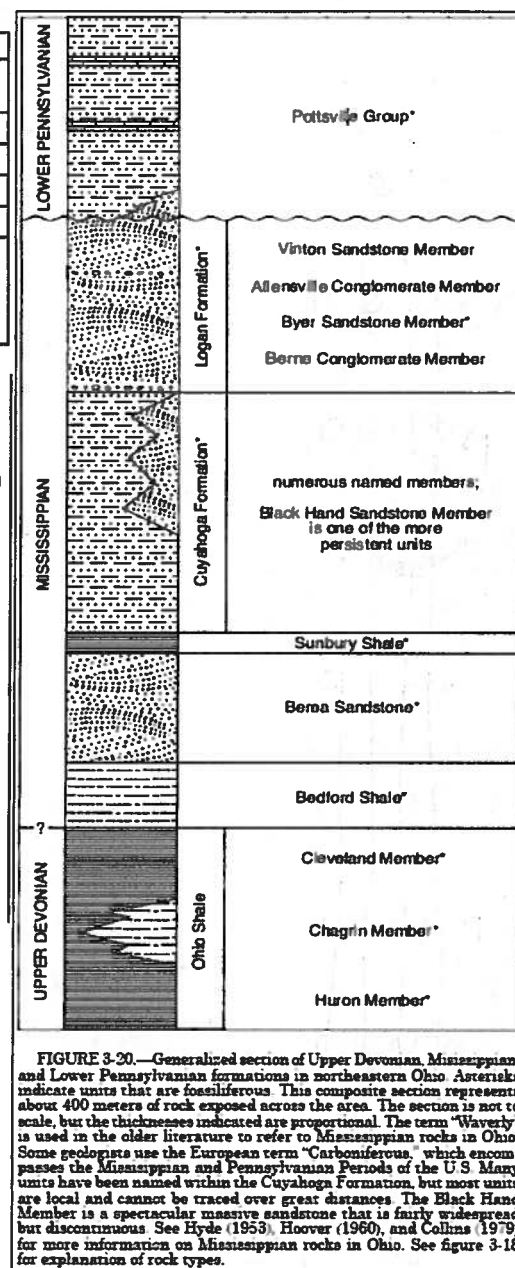 LOWER PENNSYLVANIAN
Pottsville Group*
MISSISSIPPIAN
Logan Formation*
Vinton Sandstone Member
Allensville Conglomerate Member
Byer Sandstone Member*
Berne Conglomerate Member
Cuyahoga Formation*
numerous named members;
Black Hand Sandstone Member
is one of the more
persistent units
Sunbury Shale*
Berea Sandstone*
Bedford Shale*
?
UPPER DEVONIAN
Ohio Shale
Cleveland Member*
Chagrin Member*
Huron Member*
FIGURE 3-20.—Generalized section of Upper Devonian, Mississippian
and Lower Pennsylvanian formations in northeastern Ohio. Asterisks
indicate units that are fossiliferous. This composite section represents
about 400 meters of rock exposed across the area. The section is not to
scale, but the thicknesses indicated are proportional. The term "Waverly"
is used in the older literature to refer to Mississippian rocks in Ohio.
Some geologists use the European term "Carboniferous," which encom-
passes the Mississippian and Pennsylvanian Periods of the U.S. Many
units have been named within the Cuyahoga Formation, but most units
are local and cannot be traced over great distances. The Black Hand
Member is a spectacular massive sandstone that is fairly widespread
but discontinuous. See Hyde (1953), Hoover (1960), and Collins (1979)
for more information on Mississippian rocks in Ohio. See figure 3-18
for explanation of rock types.